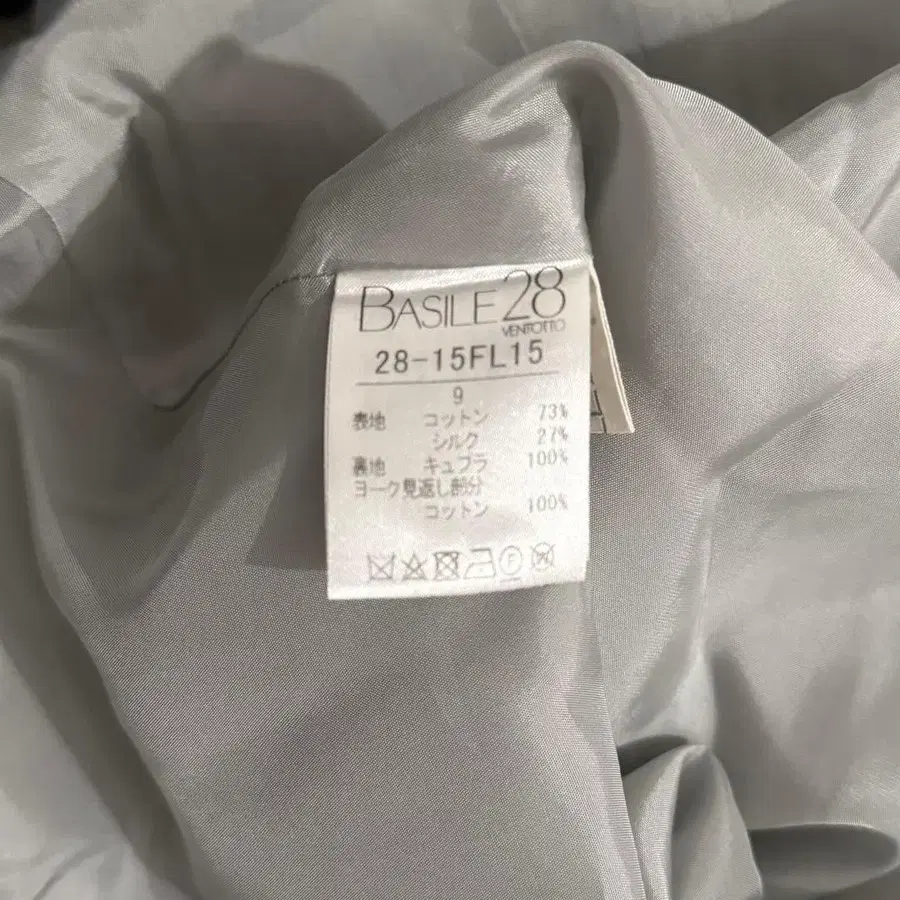 BASILE28
VENTOTTO
28-15FL15
9
表地 コットン 73%
シルク 27%
裏地 キュプラ 100%
ヨーク見返し部分
コットン 100%
F